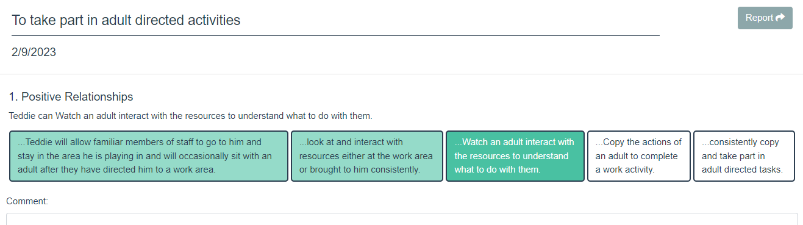 To take part in adult directed activities
Report
2/9/2023
1. Positive Relationships
Teddie can Watch an adult interact with the resources to understand what to do with them.
...Teddie will allow familiar members of staff to go to him and
stay in the area he is playing in and will occasionally sit with an
adult after they have directed him to a work area.
...look at and interact with
resources either at the work area
or brought to him consistently.
...Watch an adult interact with
the resources to understand
what to do with them.
...Copy the actions of
an adult to complete
a work activity.
...consistently copy
and take part in
adult directed tasks.
Comment: